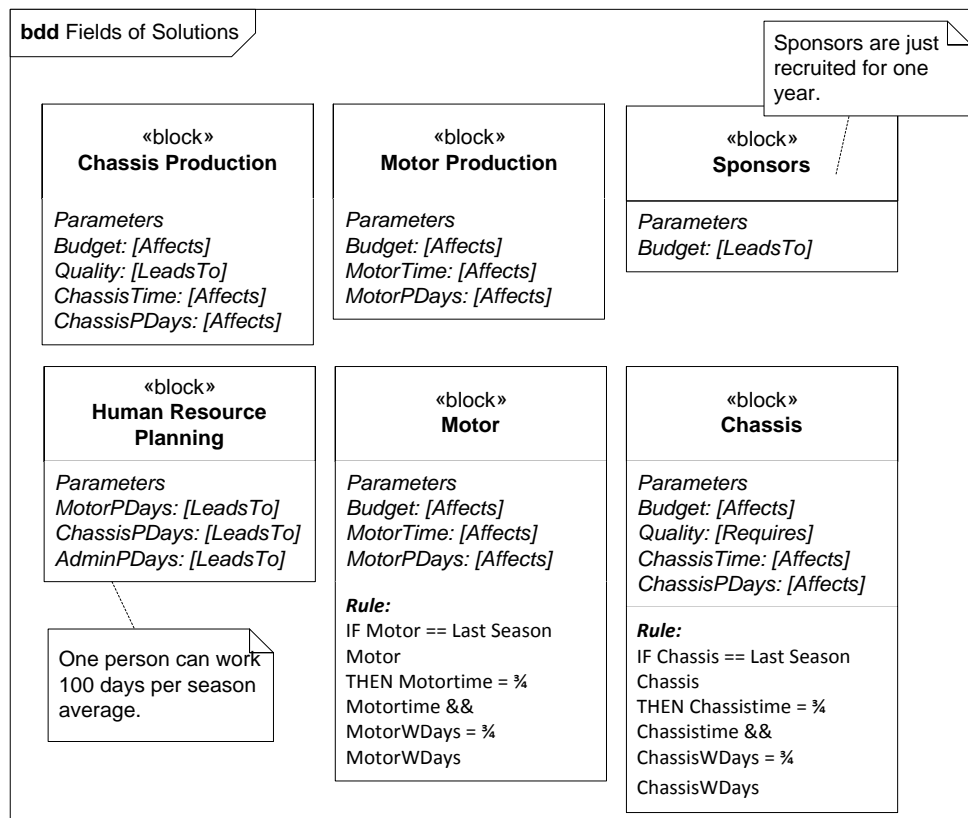 bdd Fields of Solutions
Sponsors are just
recruited for one
year.
«block»
Chassis Production
Parameters
Budget: [Affects]
Quality: [LeadsTo]
ChassisTime: [Affects]
ChassisPDays: [Affects]
«block»
Motor Production
Parameters
Budget: [Affects]
MotorTime: [Affects]
MotorPDays: [Affects]
«block»
Sponsors
Parameters
Budget: [LeadsTo]
«block»
Human Resource
Planning
Parameters
MotorPDays: [LeadsTo]
ChassisPDays: [LeadsTo]
AdminPDays: [LeadsTo]
One person can work
100 days per season
average.
«block»
Motor
Parameters
Budget: [Affects]
MotorTime: [Affects]
MotorPDays: [Affects]
Rule:
IF Motor == Last Season
Motor
THEN Motortime = ¾
Motortime &&
MotorWDays = ¾
MotorWDays
«block»
Chassis
Parameters
Budget: [Affects]
Quality: [Requires]
ChassisTime: [Affects]
ChassisPDays: [Affects]
Rule:
IF Chassis == Last Season
Chassis
THEN Chassistime = ¾
Chassistime &&
ChassisWDays = ¾
ChassisWDays